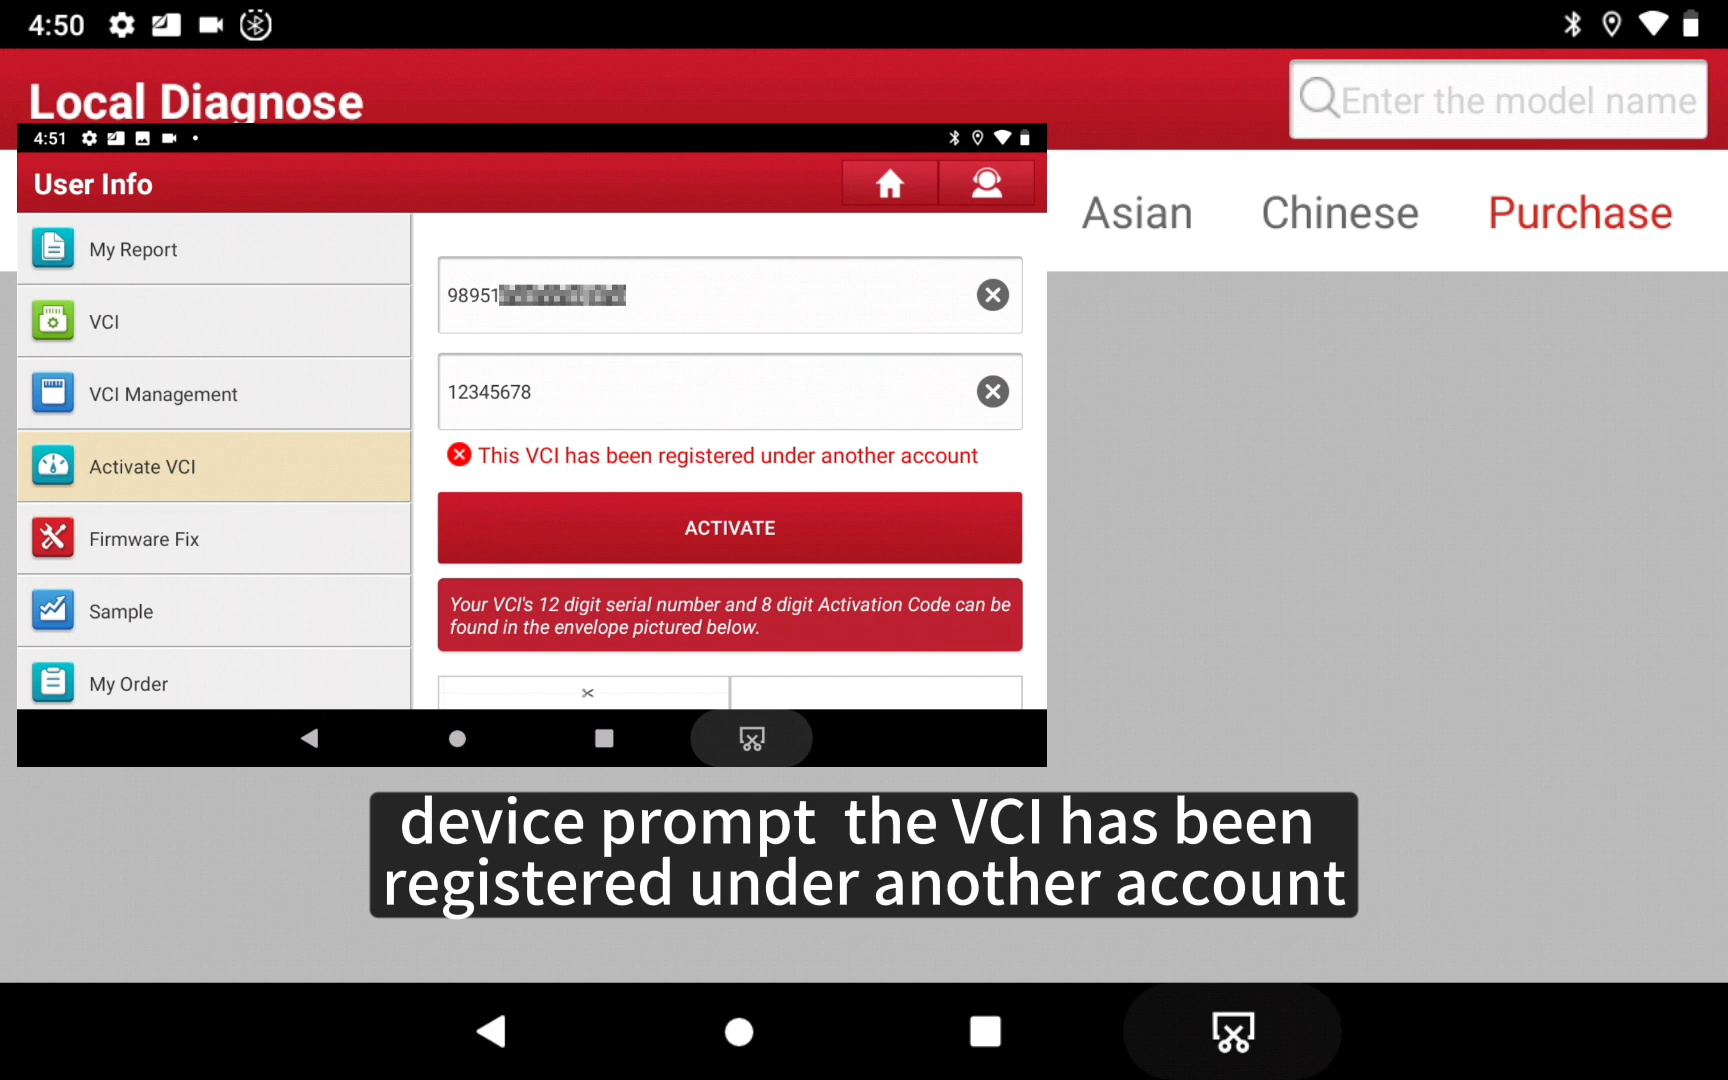 4:50
Local Diagnose
Enter the model name
Asian
Chinese
Purchase
4:51
User Info
My Report
VCI
VCI Management
Activate VCI
Firmware Fix
Sample
My Order
98951
12345678
This VCI has been registered under another account
ACTIVATE
Your VCI's 12 digit serial number and 8 digit Activation Code can be
found in the envelope pictured below.
device prompt the VCI has been
registered under another account